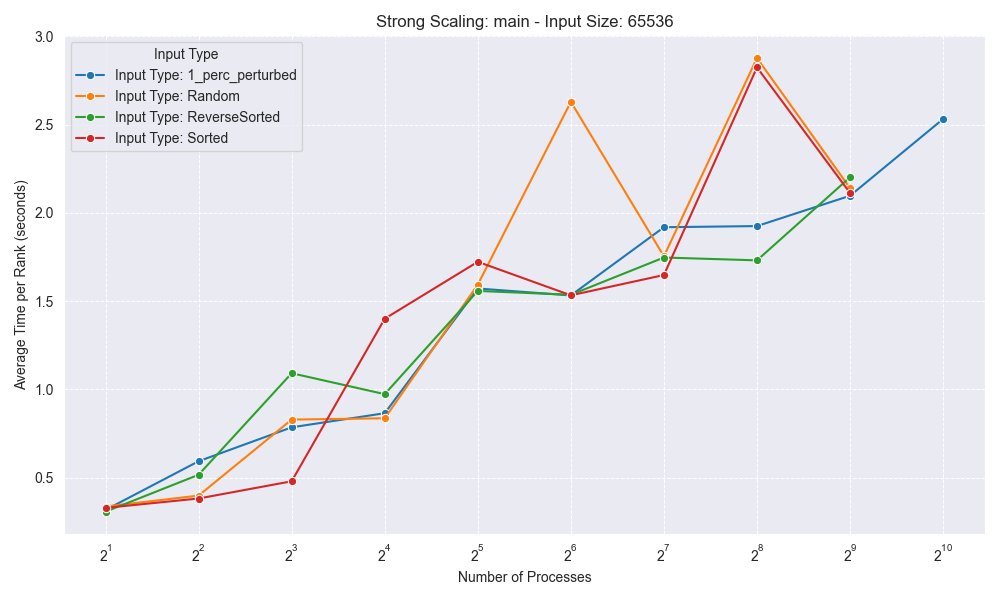 Strong Scaling: main - Input Size: 65536
Input Type
Input Type: 1_perc_perturbed
Input Type: Random
Input Type: ReverseSorted
Input Type: Sorted
Average Time per Rank (seconds)
3.0
2.5
2.0
1.5
1.0
0.5
2^1 2^2 2^3 2^4 2^5 2^6 2^7 2^8 2^9 2^10
Number of Processes